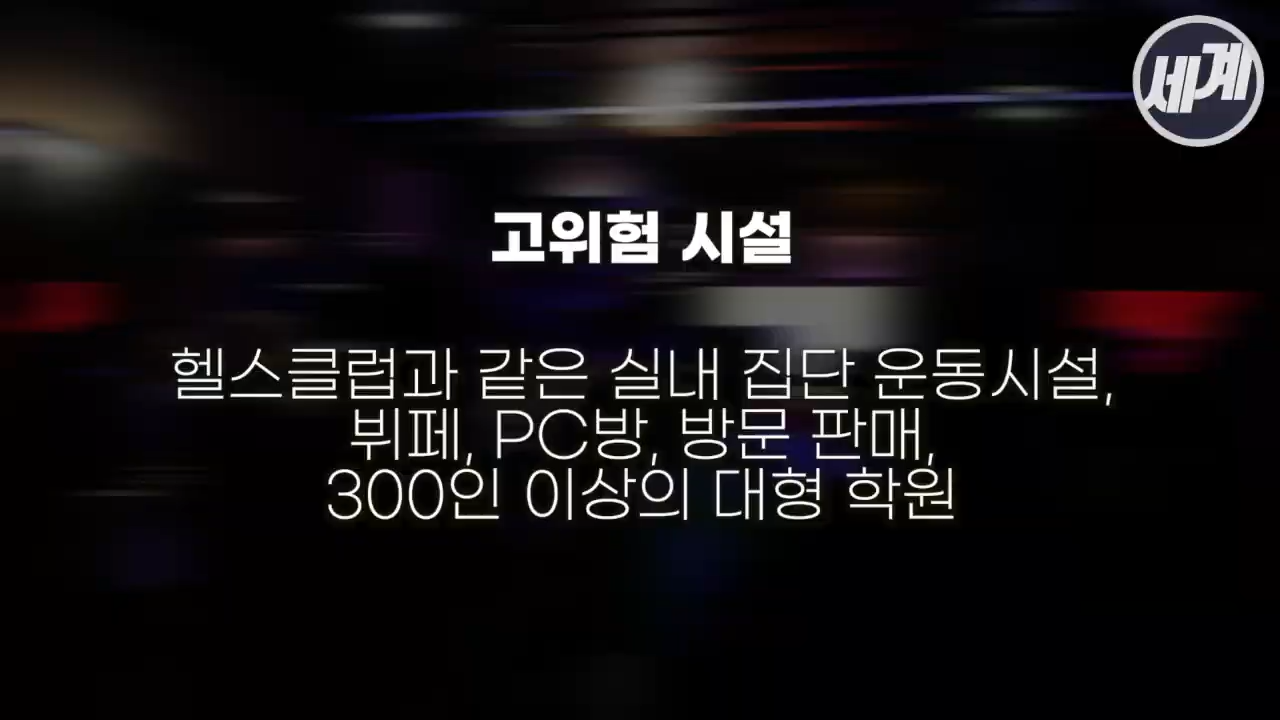 세계
고위험 시설
헬스클럽과 같은 실내 집단 운동시설,
뷔페, PC방, 방문 판매,
300인 이상의 대형 학원